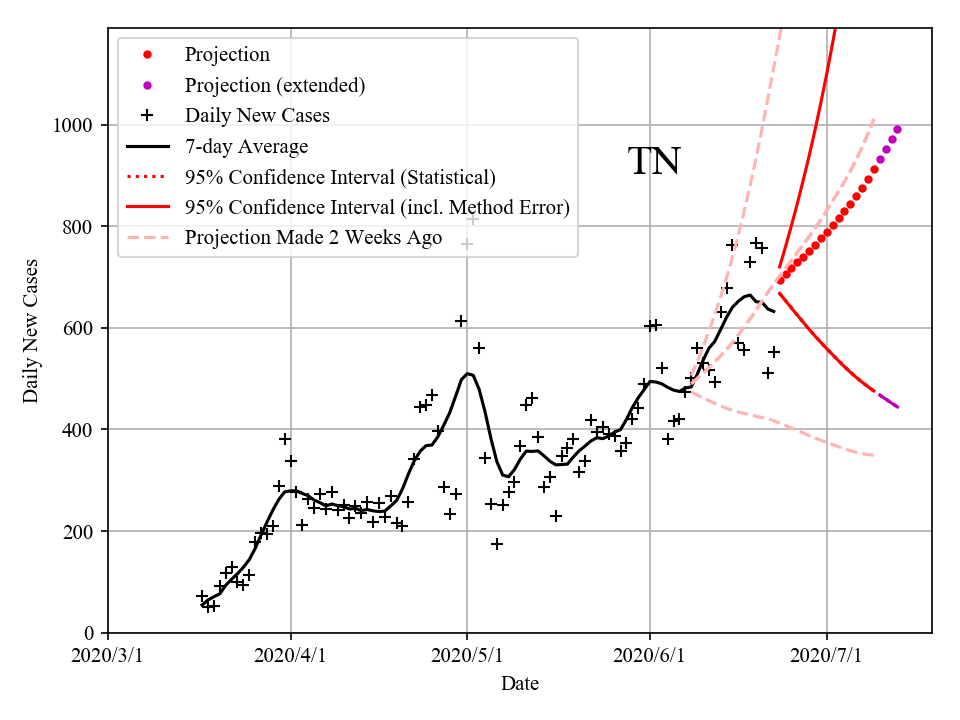 Projection
Projection (extended)
Daily New Cases
7-day Average
95% Confidence Interval (Statistical)
95% Confidence Interval (incl. Method Error)
Projection Made 2 Weeks Ago
TN
1000
800
600
400
200
0
Daily New Cases
2020/3/1 2020/4/1 2020/5/1 2020/6/1 2020/7/1
Date